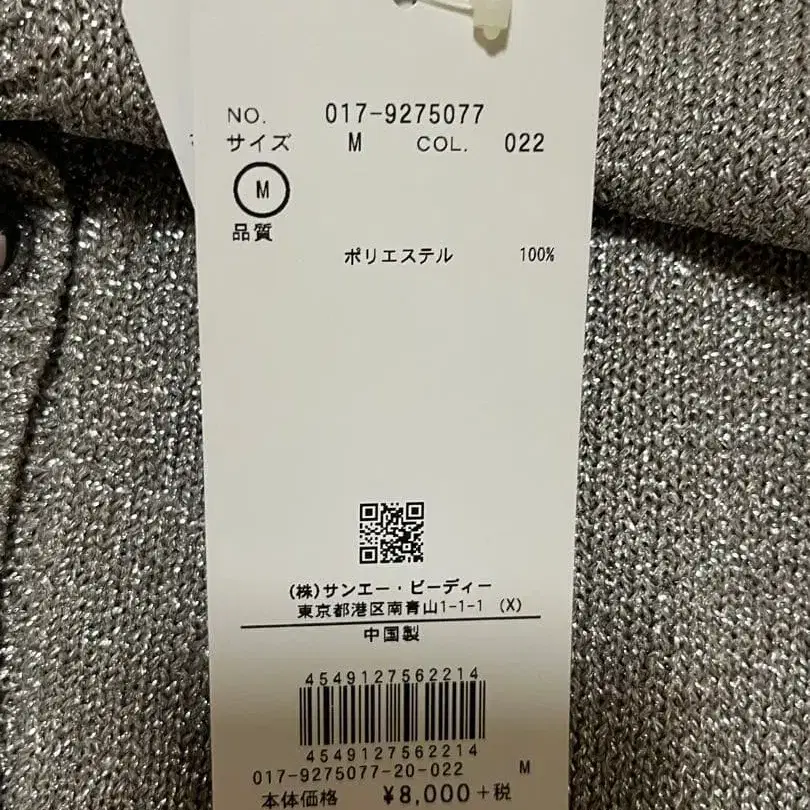 NO. 017-9275077
サイズ M COL. 022
M
品質
ポリエステル 100%
(株)サンエー・ビーディー
東京都港区南青山1-1-1 (X)
中国製
4549127562214
4549127562214
017-9275077-20-022 M
本体価格 ¥8,000+税